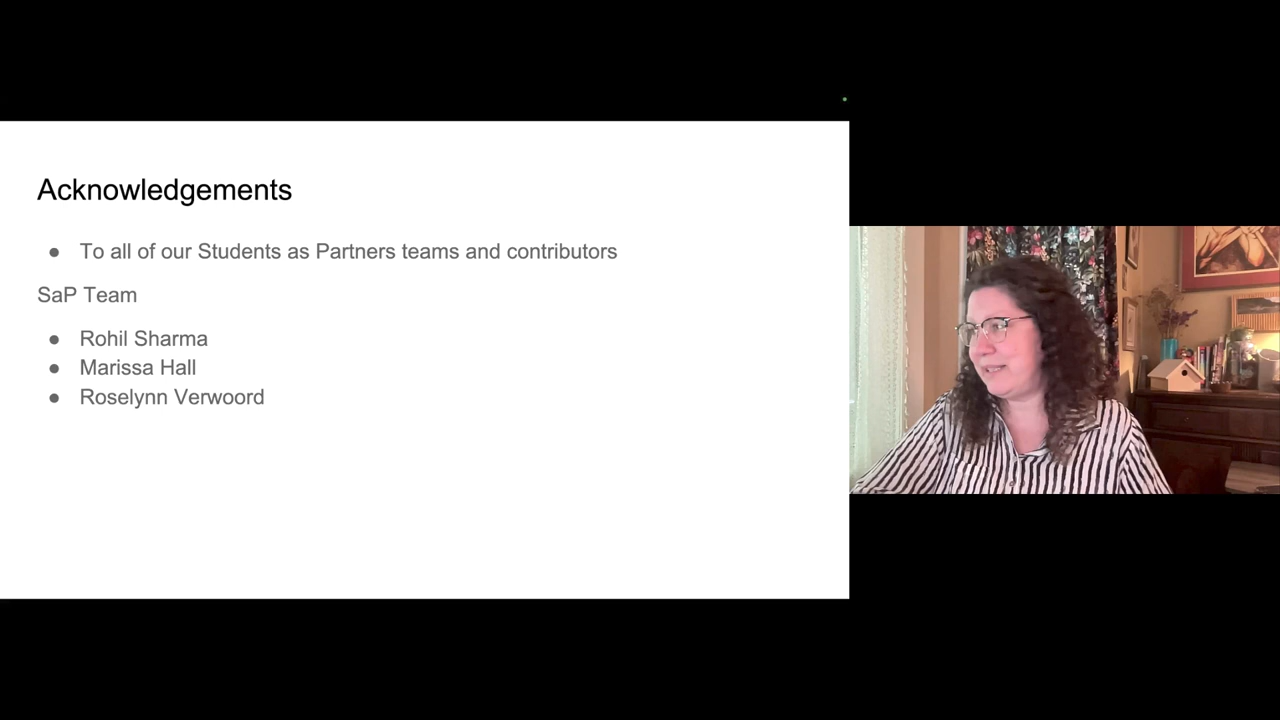 Acknowledgements
● To all of our Students as Partners teams and contributors
SaP Team
● Rohil Sharma
● Marissa Hall
● Roselynn Verwoord